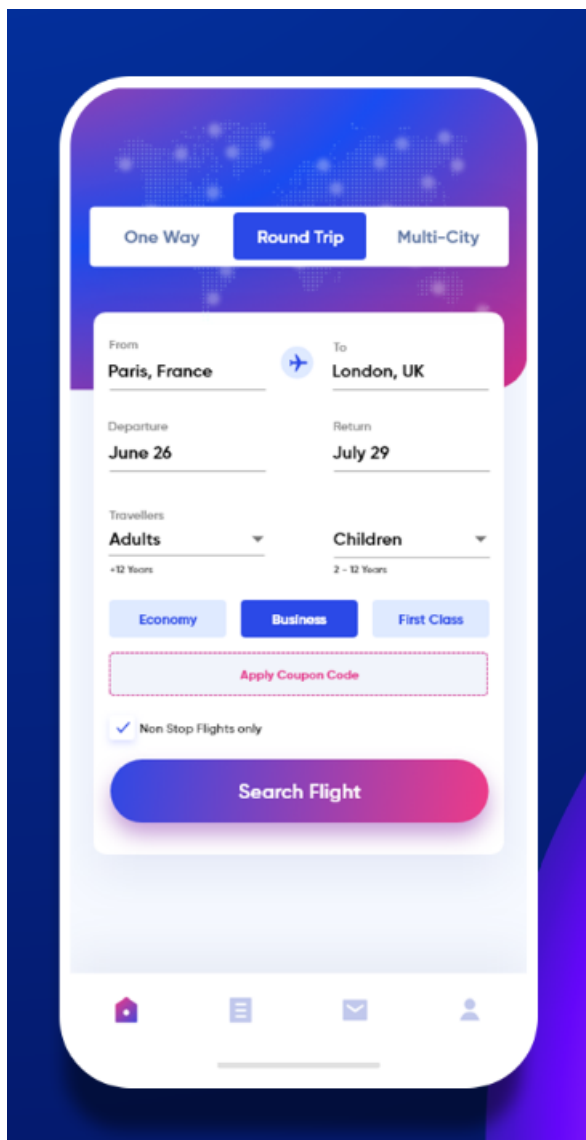 One Way Round Trip Multi-City
From To
Paris, France London, UK
Departure Return
June 26 July 29
Travellers
Adults Children
+12 Years 2 - 12 Years
Economy Business First Class
Apply Coupon Code
Non Stop Flights only
Search Flight